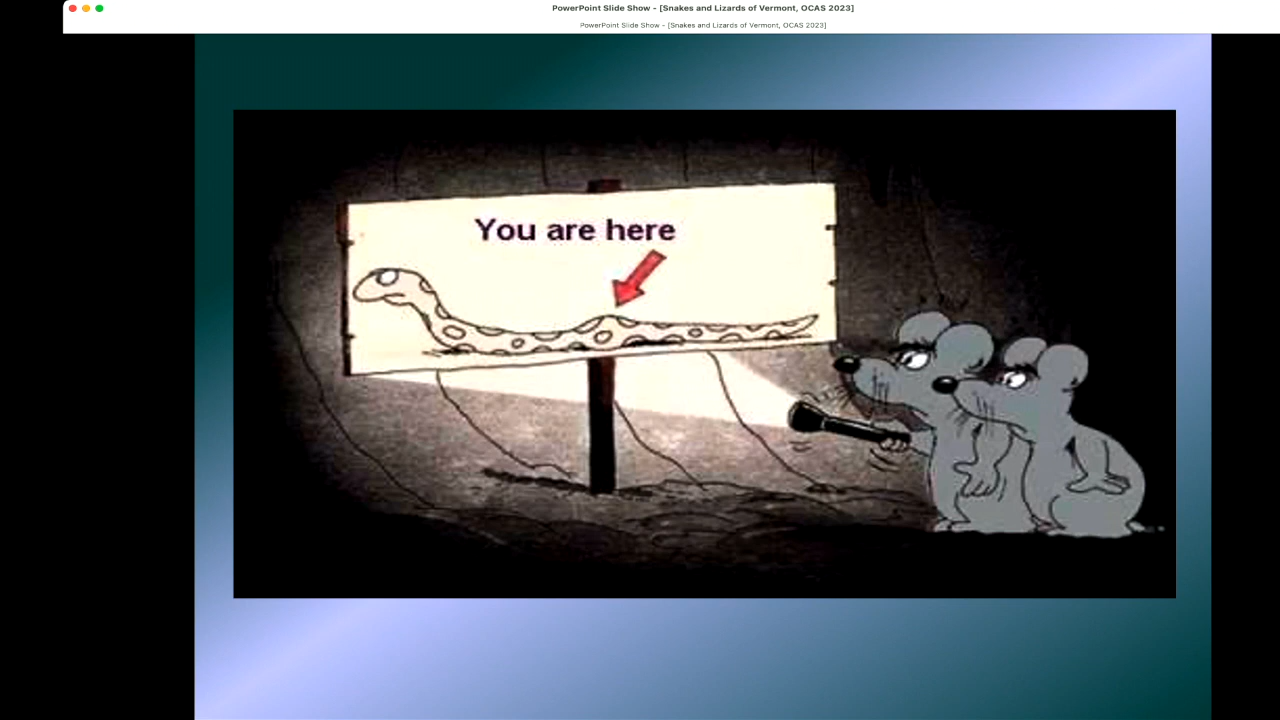 PowerPoint Slide Show - [Snakes and Lizards of Vermont, OCAS 2023]
PowerPoint Slide Show - [Snakes and Lizards of Vermont, OCAS 2023]
You are here